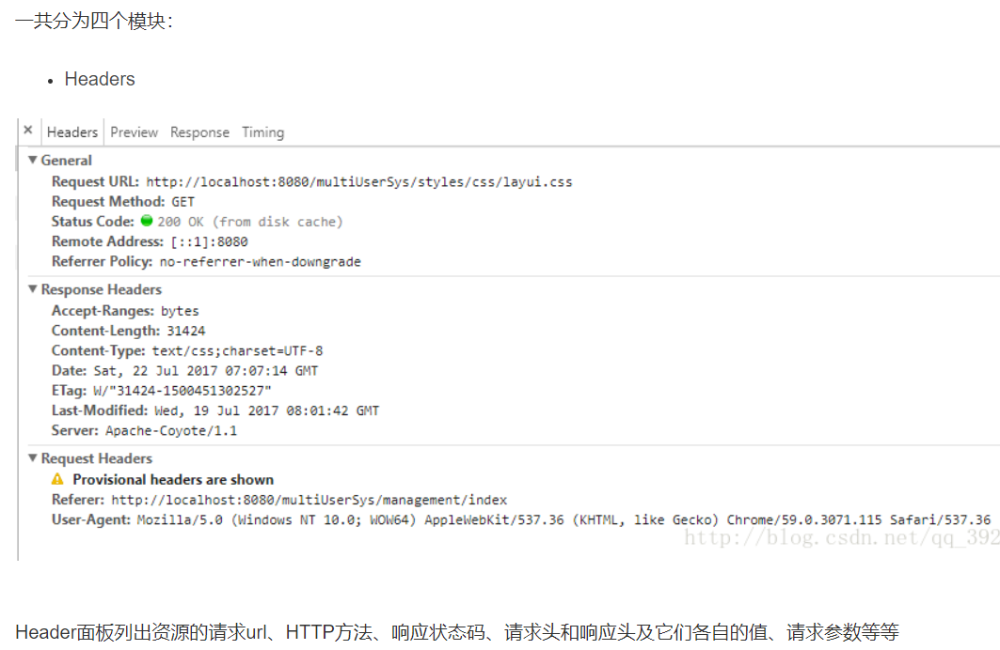 一共分为四个模块：
Headers
× Headers Preview Response Timing
General
Request URL: http://localhost:8080/multiUserSys/styles/css/layui.css
Request Method: GET
Status Code: 200 OK (from disk cache)
Remote Address: [::1]:8080
Referrer Policy: no-referrer-when-downgrade
Response Headers
Accept-Ranges: bytes
Content-Length: 31424
Content-Type: text/css;charset=UTF-8
Date: Sat, 22 Jul 2017 07:07:14 GMT
ETag: W/"31424-1500451302527"
Last-Modified: Wed, 19 Jul 2017 08:01:42 GMT
Server: Apache-Coyote/1.1
Request Headers
Provisional headers are shown
Referer: http://localhost:8080/multiUserSys/management/index
User-Agent: Mozilla/5.0 (Windows NT 10.0; WOW64) AppleWebKit/537.36 (KHTML, like Gecko) Chrome/59.0.3071.115 Safari/537.36
http://blog.csdn.net/qq_392
Header面板列出资源的请求url、HTTP方法、响应状态码、请求头和响应头及它们各自的值、请求参数等等